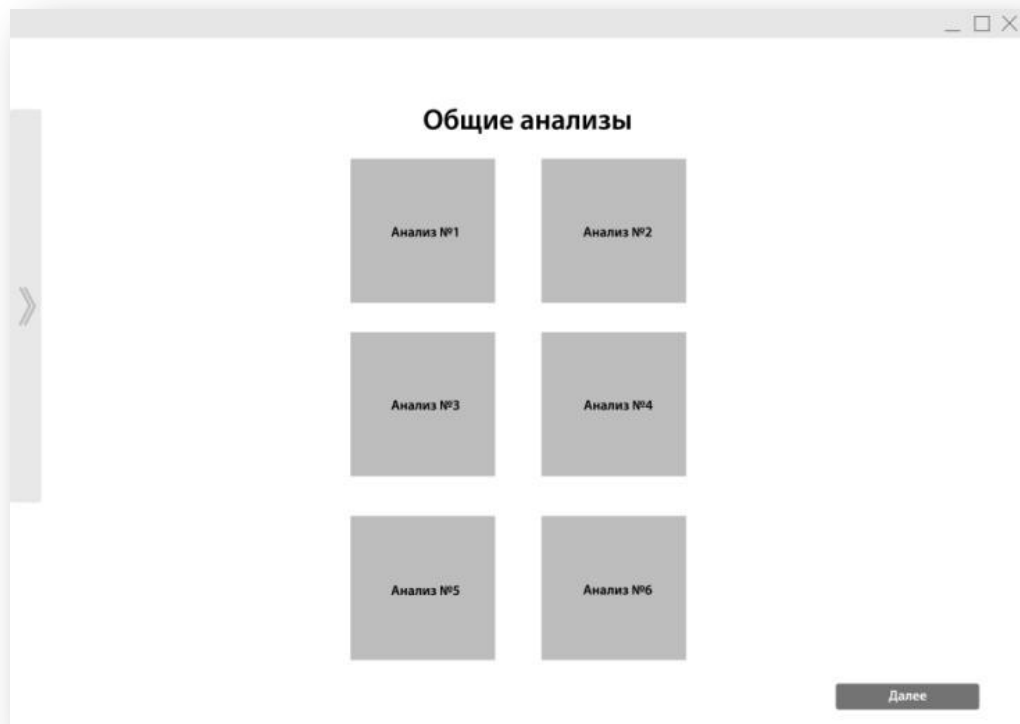 Общие анализы
Анализ №1
Анализ №2
Анализ №3
Анализ №4
Анализ №5
Анализ №6
Далее